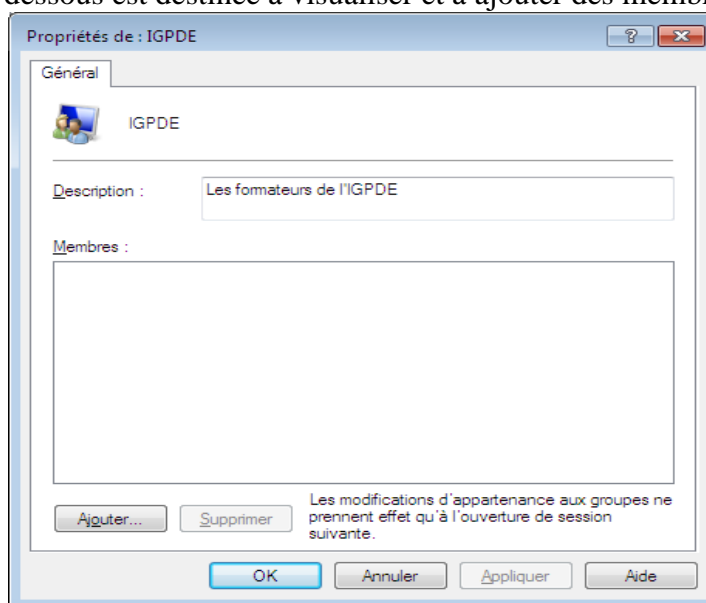 dessous est destinée à visualiser et à ajouter des memb
Propriétés de : IGPDE
Général
IGPDE
Description :
Les formateurs de l'IGPDE
Membres :
Ajouter...
Supprimer
Les modifications d'appartenance aux groupes ne
prennent effet qu'à l'ouverture de session
suivante.
OK
Annuler
Appliquer
Aide